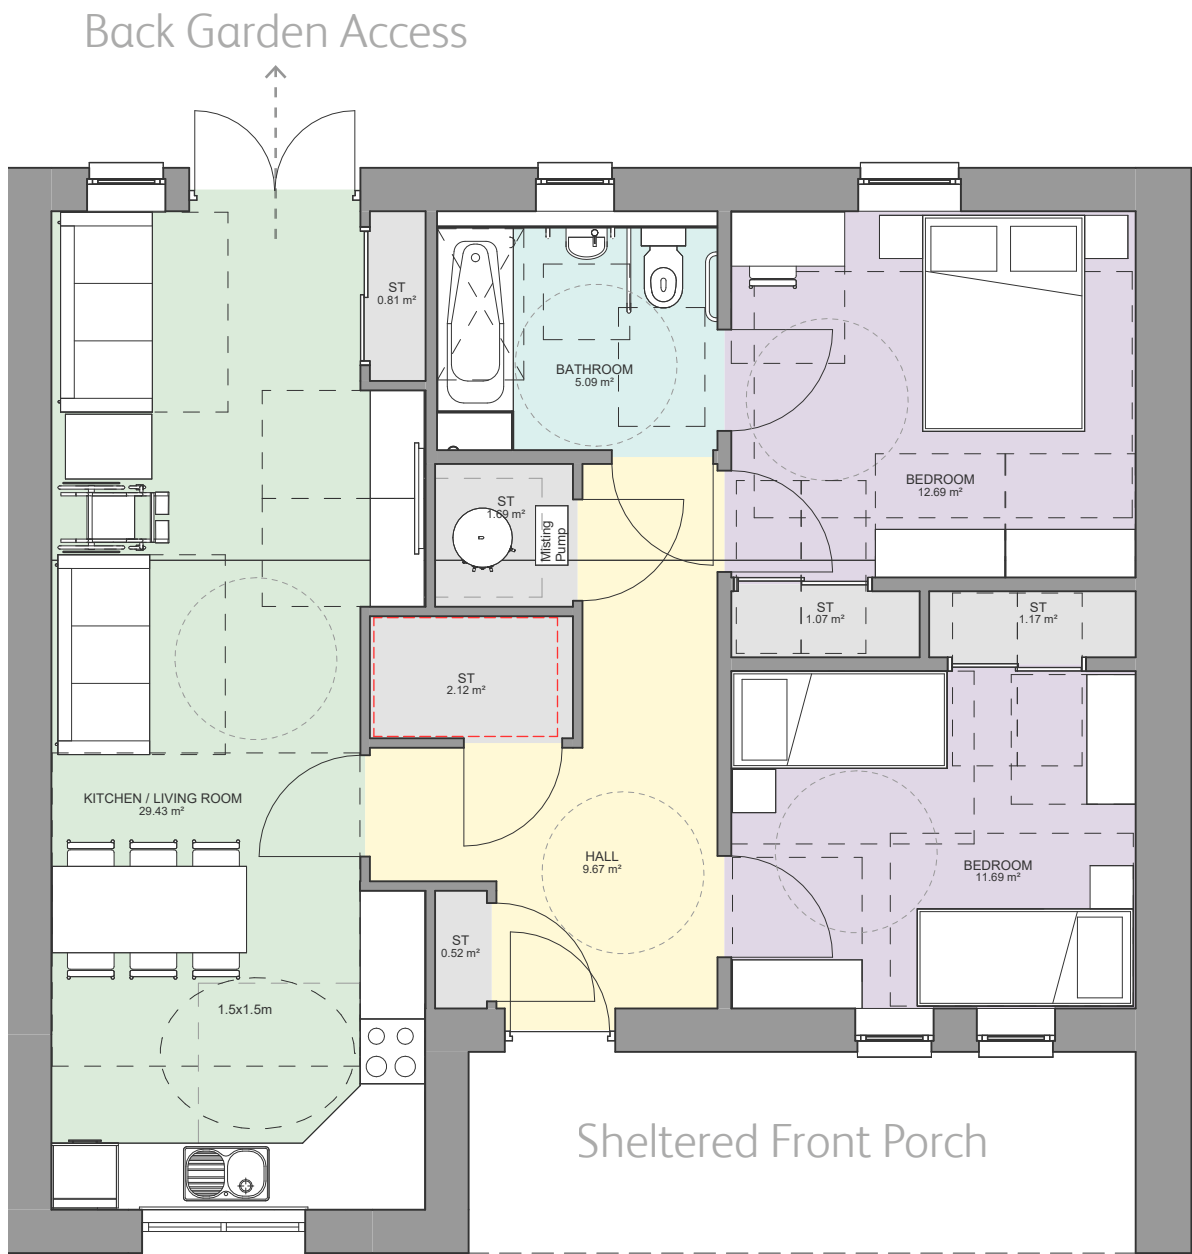 Back Garden Access
ST
0.81 m²
BATHROOM
5.09 m²
BEDROOM
12.69 m²
ST
1.69 m²
Misting
Pump
ST
1.07 m²
ST
1.17 m²
ST
2.12 m²
KITCHEN / LIVING ROOM
29.43 m²
HALL
9.67 m²
BEDROOM
11.69 m²
ST
0.52 m²
1.5x1.5m
Sheltered Front Porch